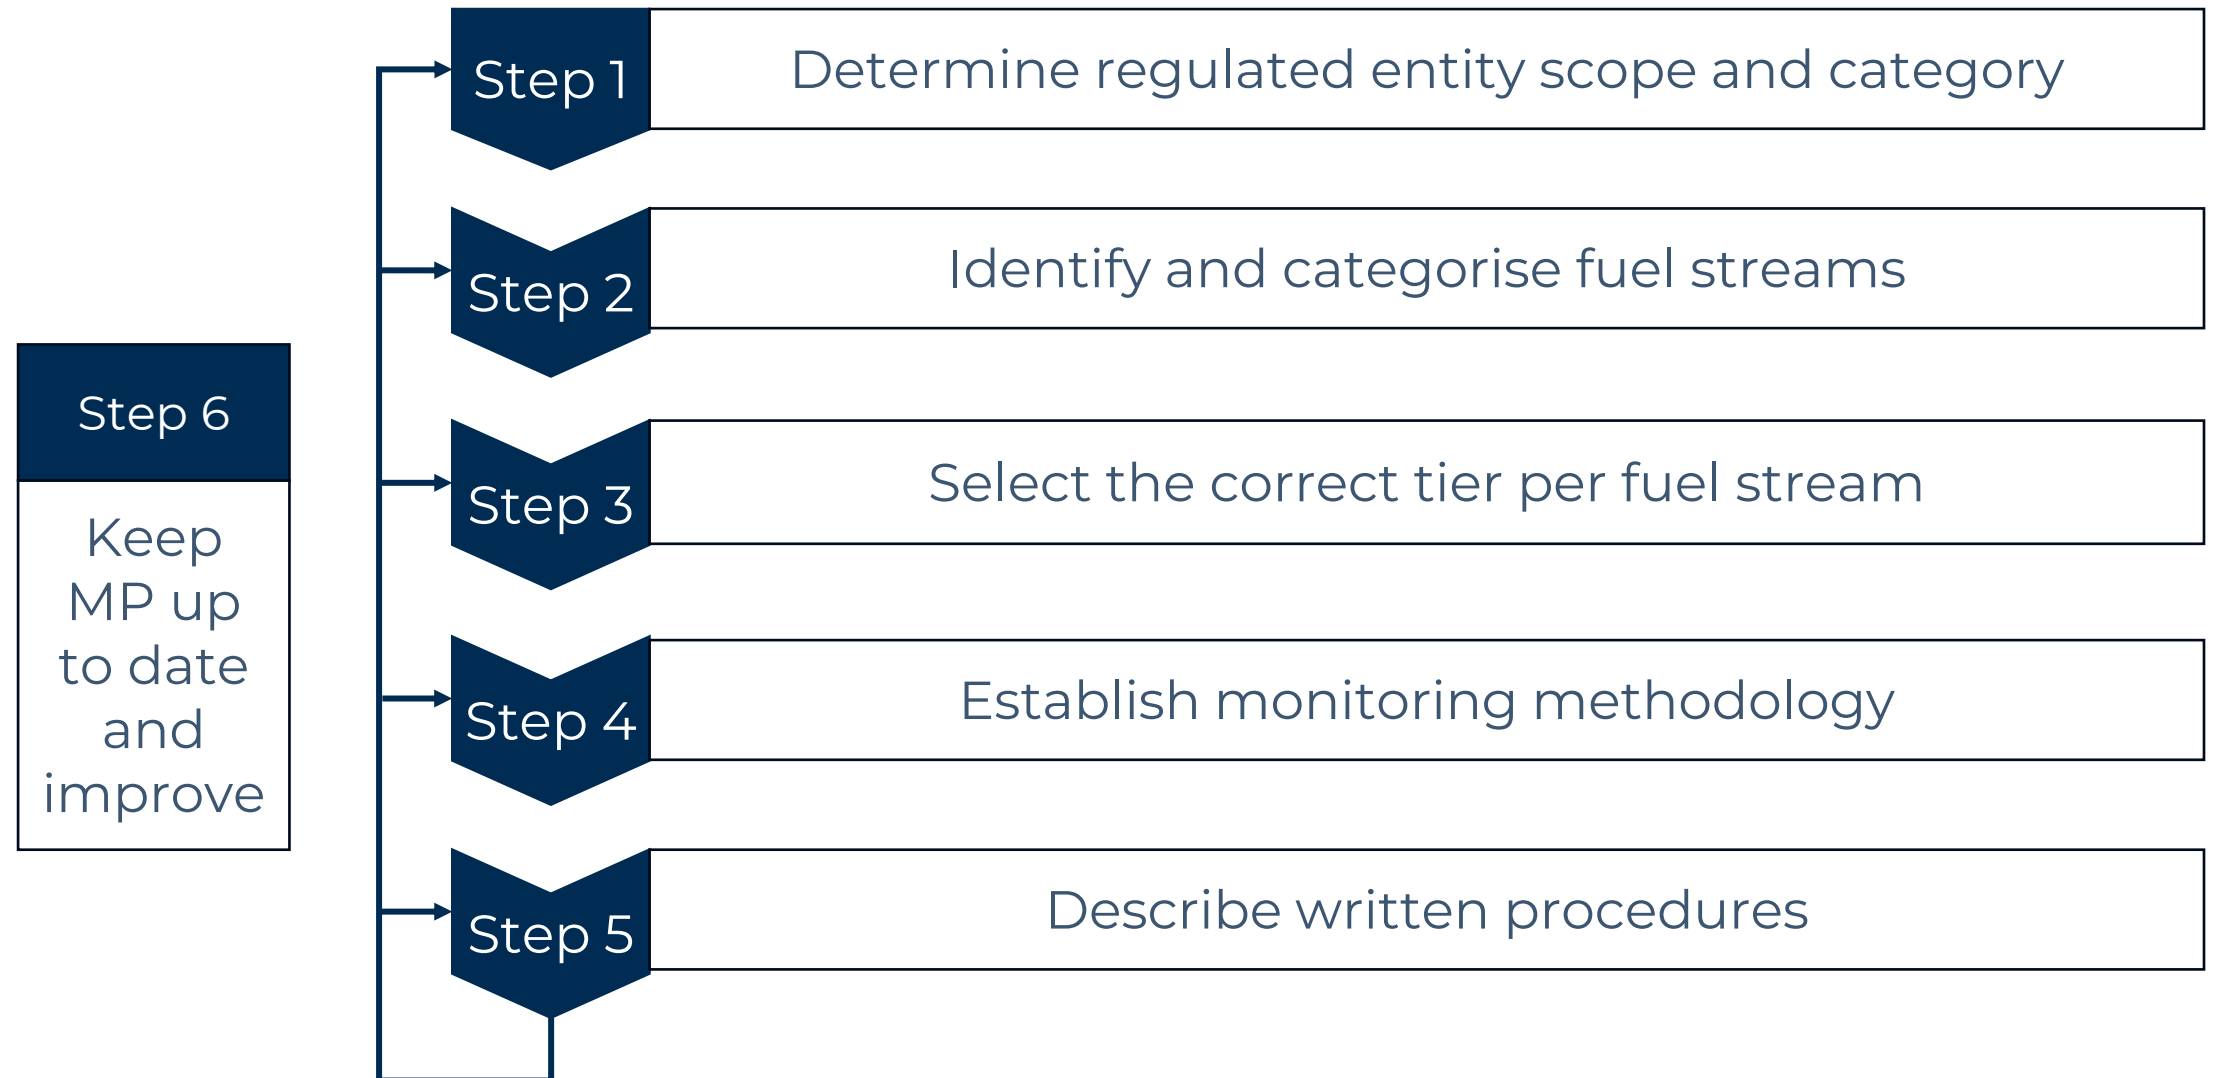 Step 1
Determine regulated entity scope and category
Step 2
Identify and categorise fuel streams
Step 3
Select the correct tier per fuel stream
Step 4
Establish monitoring methodology
Step 5
Describe written procedures
Step 6
Keep
MP up
to date
and
improve